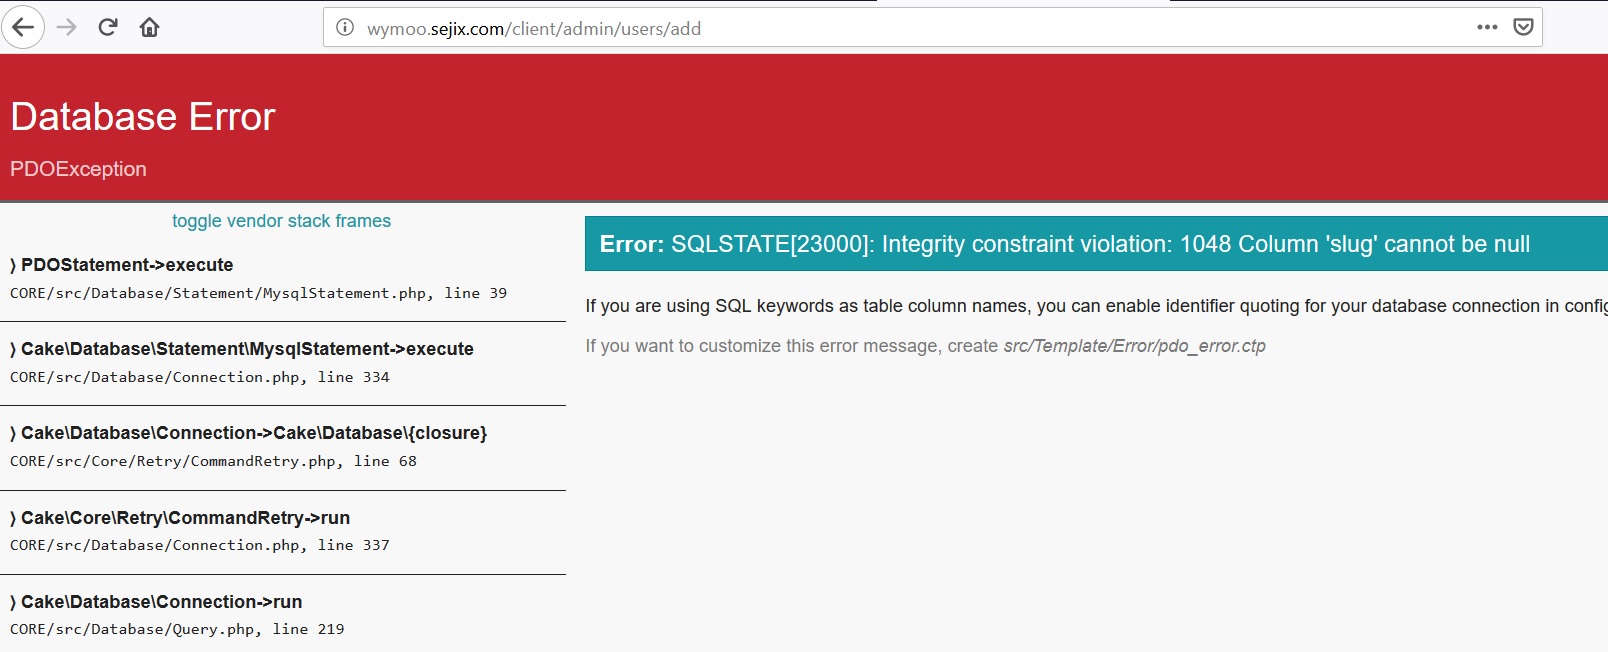 wymoo.sejix.com/client/admin/users/add
Database Error
PDOException
toggle vendor stack frames
⟩ PDOStatement->execute
CORE/src/Database/Statement/MysqlStatement.php, line 39
⟩ Cake\Database\Statement\MysqlStatement->execute
CORE/src/Database/Connection.php, line 334
⟩ Cake\Database\Connection->Cake\Database\{closure}
CORE/src/Core/Retry/CommandRetry.php, line 68
⟩ Cake\Core\Retry\CommandRetry->run
CORE/src/Database/Connection.php, line 337
⟩ Cake\Database\Connection->run
CORE/src/Database/Query.php, line 219
Error: SQLSTATE[23000]: Integrity constraint violation: 1048 Column 'slug' cannot be null
If you are using SQL keywords as table column names, you can enable identifier quoting for your database connection in config
If you want to customize this error message, create src/Template/Error/pdo_error.ctp